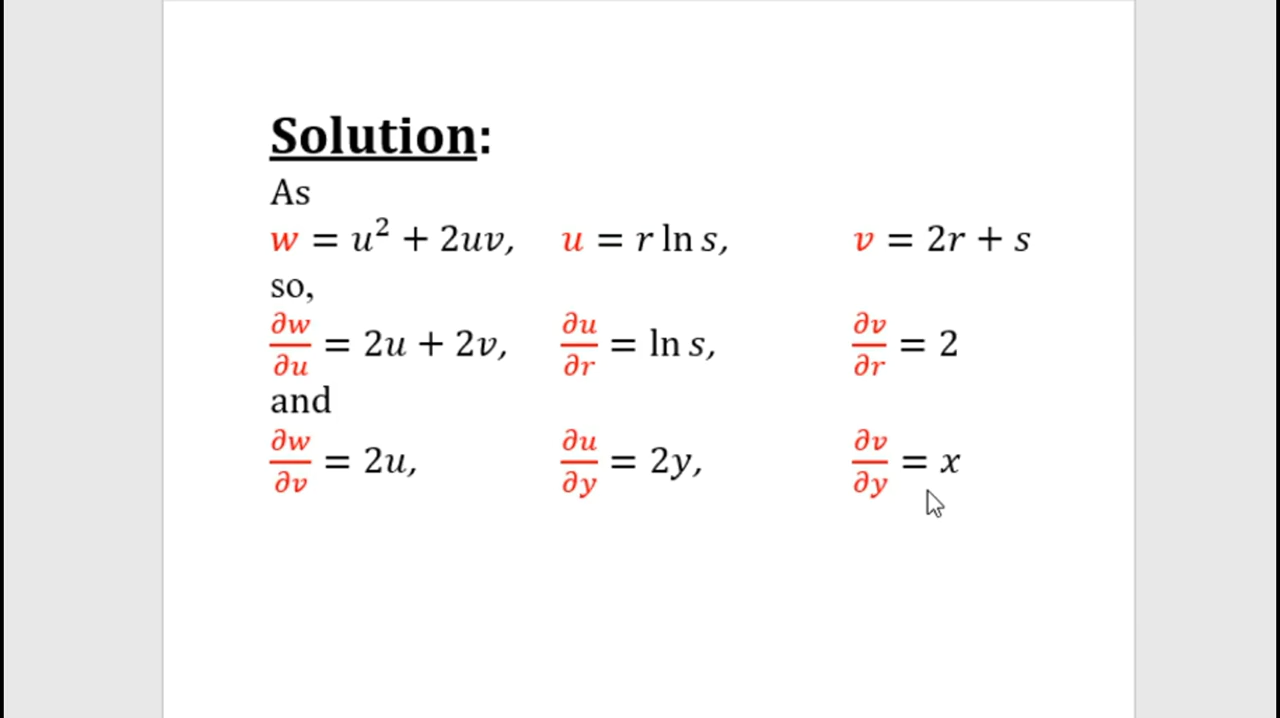 Solution:
As
w = u² + 2uv, u = r ln s, v = 2r + s
so,
∂w/∂u = 2u + 2v, ∂u/∂r = ln s, ∂v/∂r = 2
and
∂w/∂v = 2u, ∂u/∂y = 2y, ∂v/∂y = x